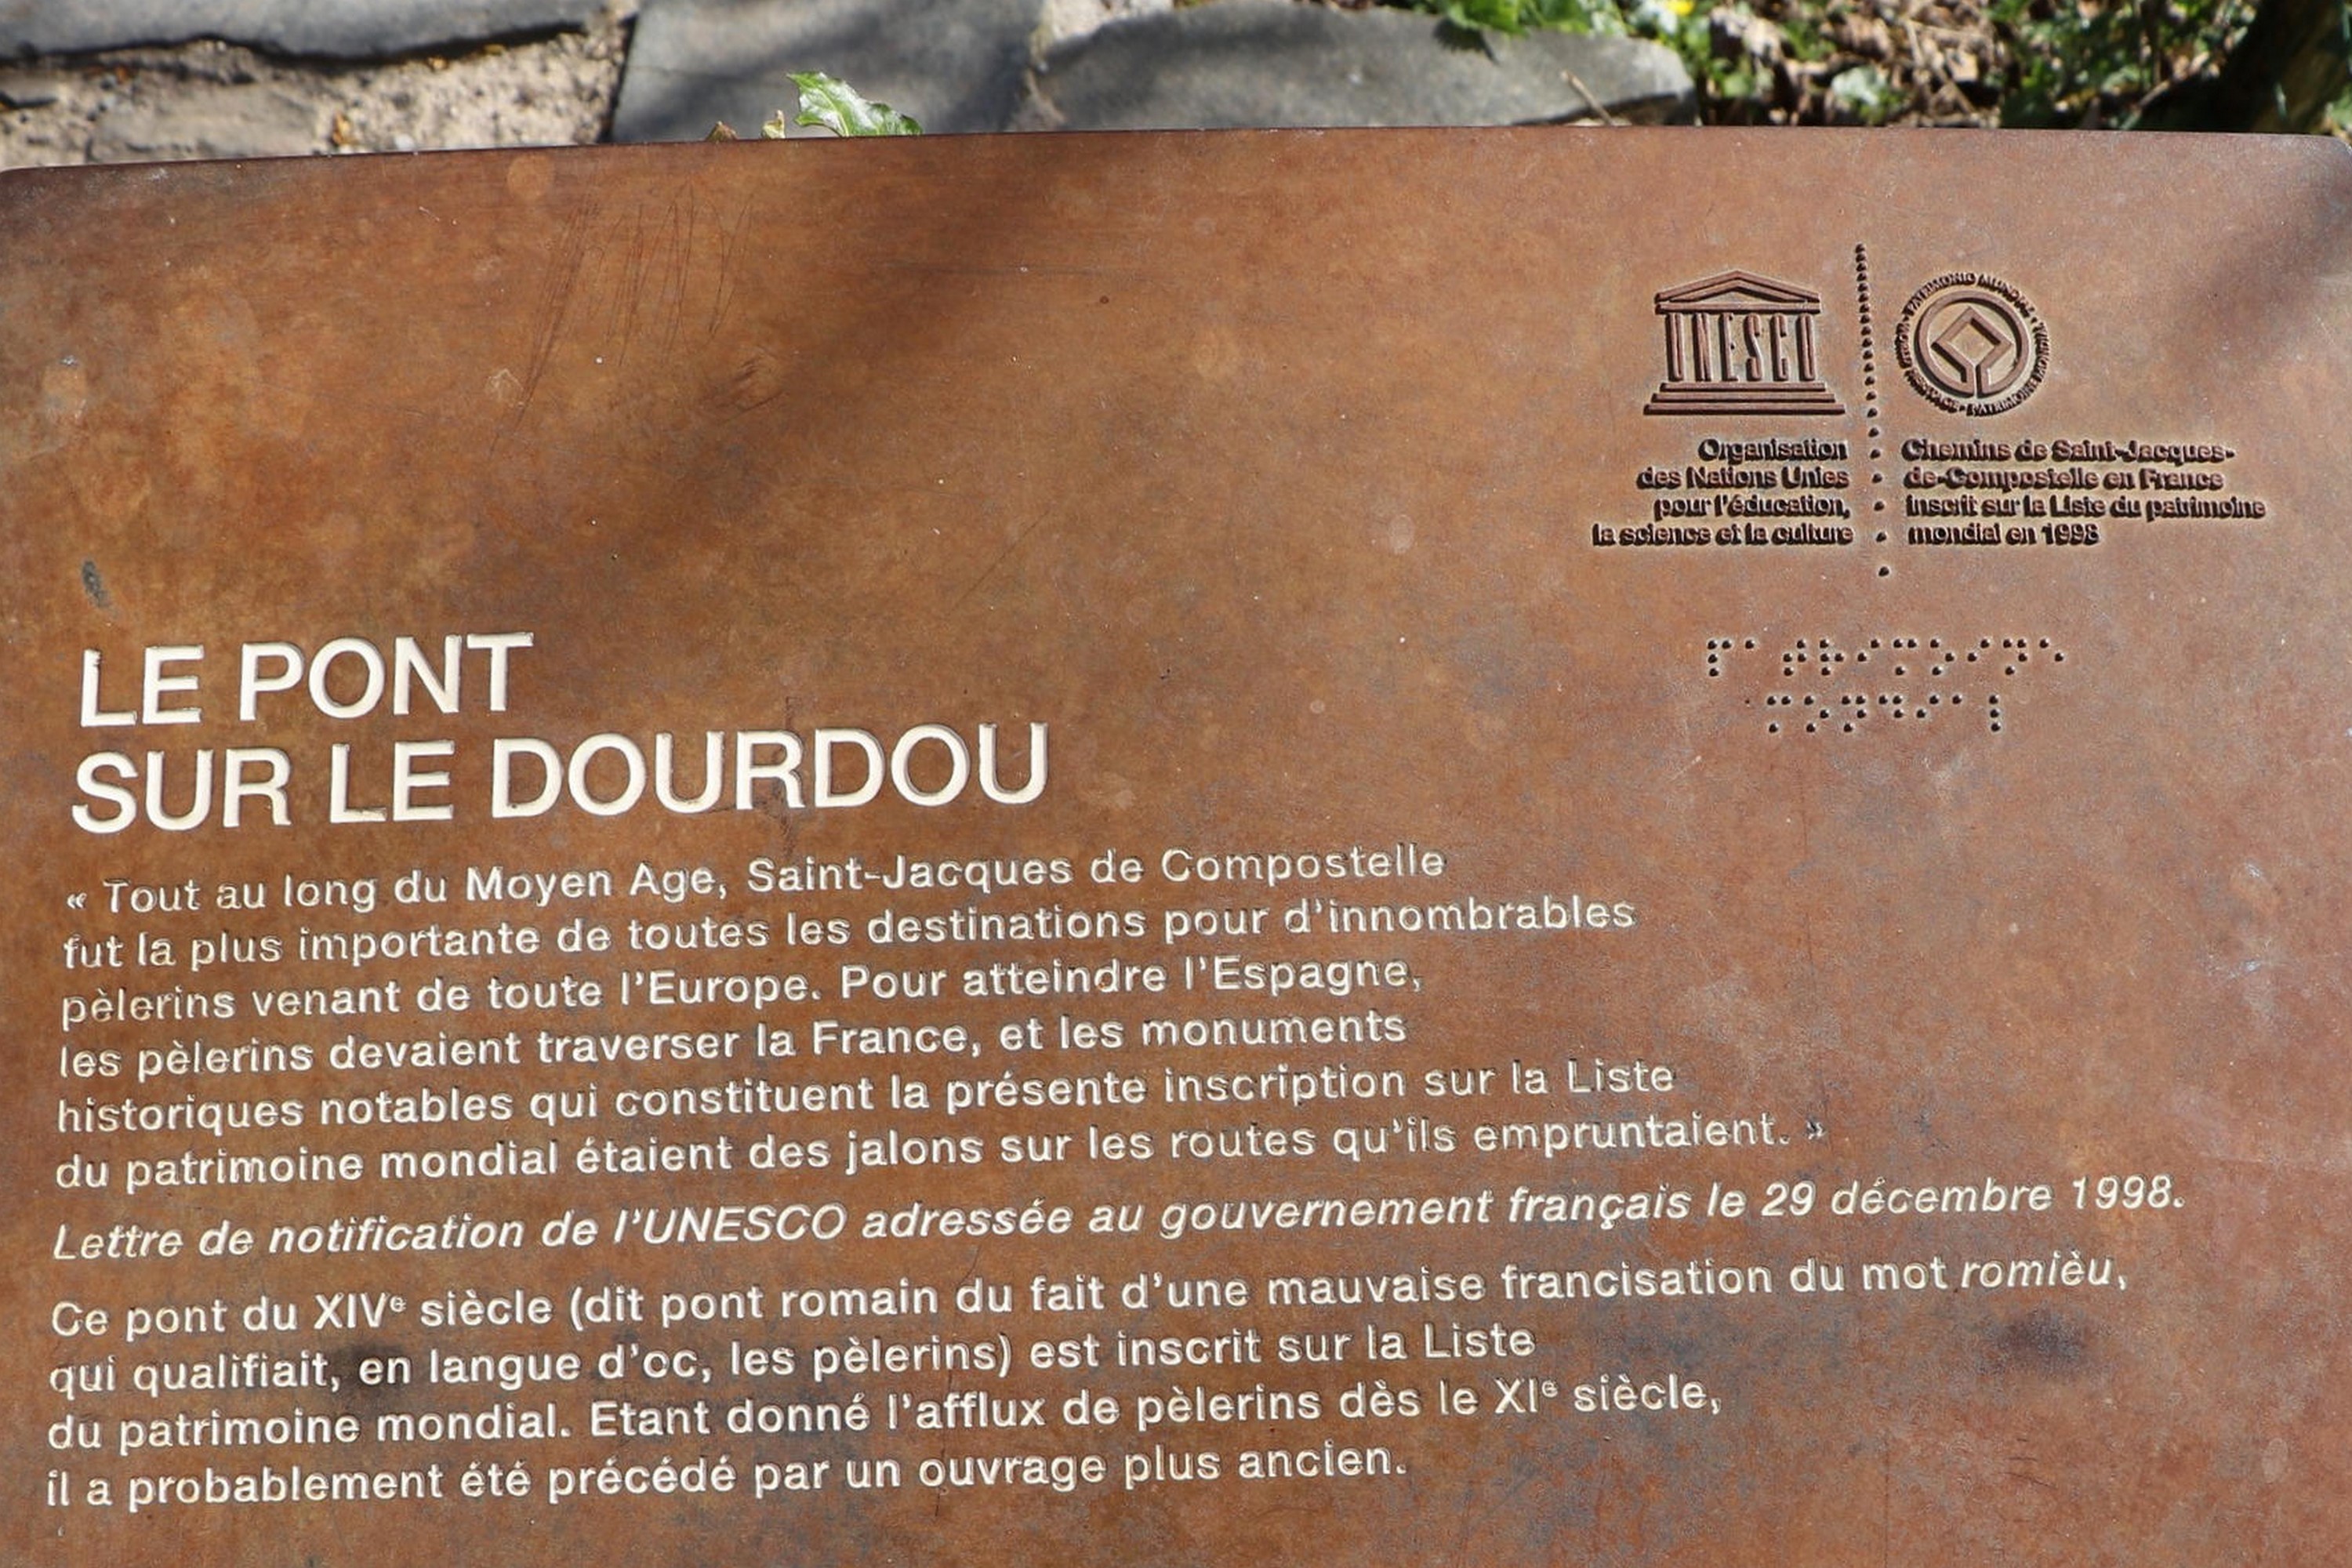 UNESCO
Organisation
des Nations Unies
pour l'éducation,
la science et la culture
PATRIMONIO MUNDIAL • WORLD HERITAGE • PATRIMOINE MONDIAL
Chemins de Saint-Jacques-
de-Compostelle en France
inscrit sur la Liste du patrimoine
mondial en 1998
LE PONT
SUR LE DOURDOU
« Tout au long du Moyen Age, Saint-Jacques de Compostelle
fut la plus importante de toutes les destinations pour d'innombrables
pèlerins venant de toute l'Europe. Pour atteindre l'Espagne,
les pèlerins devaient traverser la France, et les monuments
historiques notables qui constituent la présente inscription sur la Liste
du patrimoine mondial étaient des jalons sur les routes qu'ils empruntaient. »
Lettre de notification de l'UNESCO adressée au gouvernement français le 29 décembre 1998.
Ce pont du XIVe siècle (dit pont romain du fait d'une mauvaise francisation du mot romièu,
qui qualifiait, en langue d'oc, les pèlerins) est inscrit sur la Liste
du patrimoine mondial. Etant donné l'afflux de pèlerins dès le XIe siècle,
il a probablement été précédé par un ouvrage plus ancien.